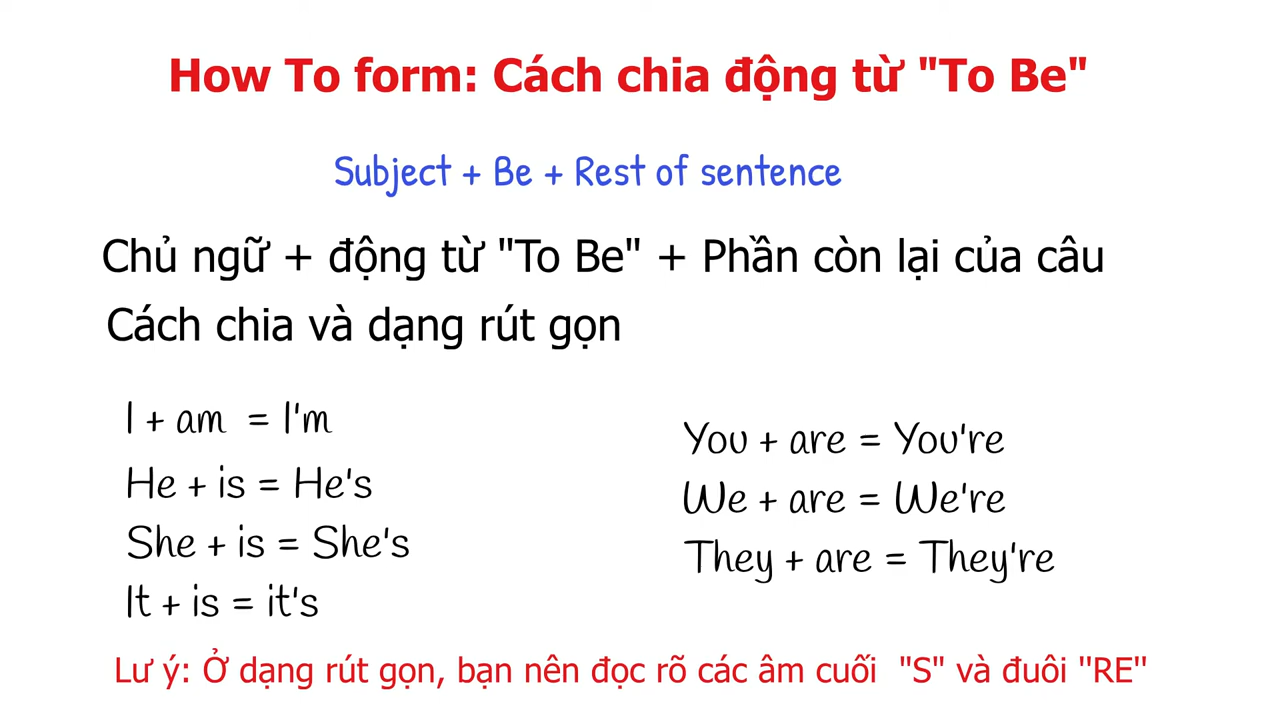 How To form: Cách chia động từ "To Be"
Subject + Be + Rest of sentence
Chủ ngữ + động từ "To Be" + Phần còn lại của câu
Cách chia và dạng rút gọn
I + am = I'm
He + is = He's
She + is = She's
It + is = it's
You + are = You're
We + are = We're
They + are = They're
Lư ý: Ở dạng rút gọn, bạn nên đọc rõ các âm cuối "S" và đuôi "RE"